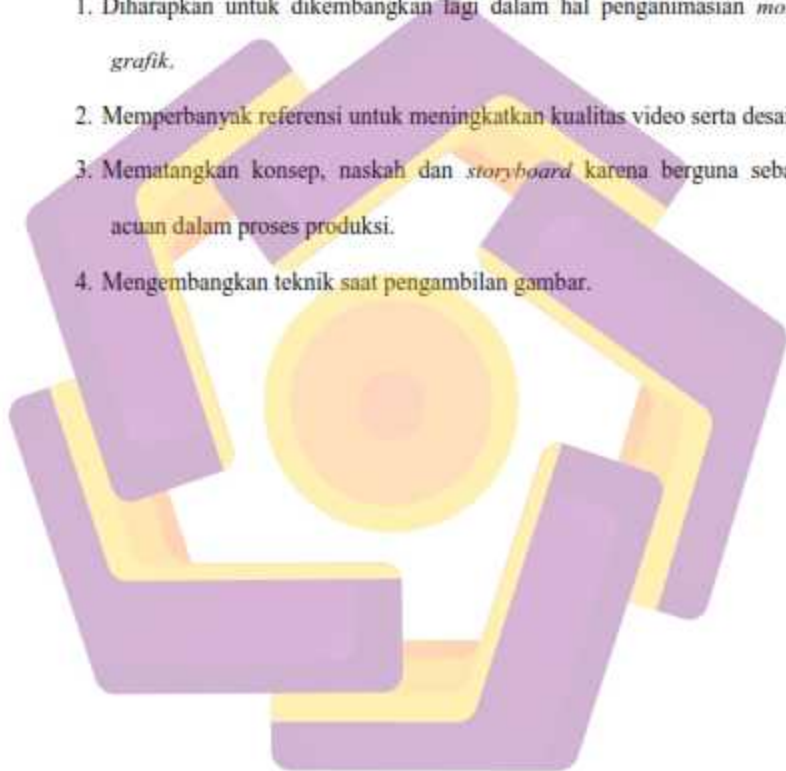 1. Diharapkan untuk dikembangkan lagi dalam hal penganimasian
grafik.
2. Memperbanyak referensi untuk meningkatkan kualitas video serta
3. Mematangkan konsep, naskah dan storyboard karena berguna
acuan dalam proses produksi.
4. Mengembangkan teknik saat pengambilan gambar.